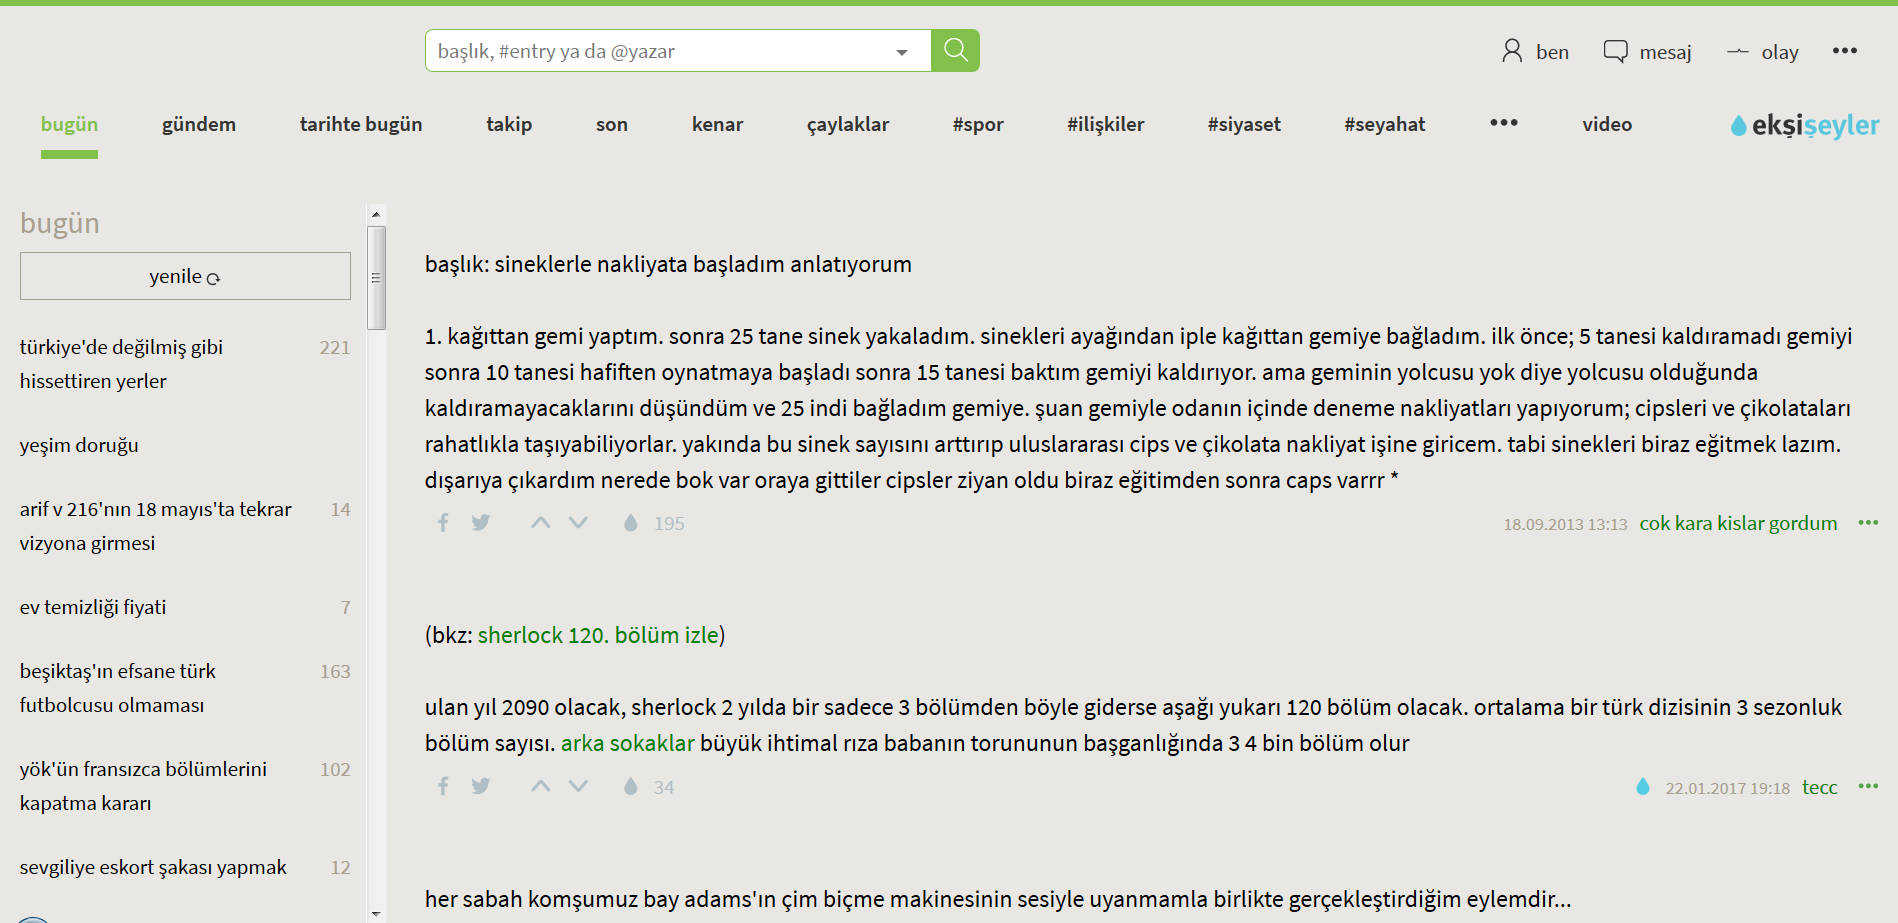 başlık, #entry ya da @yazar
ben
mesaj
olay
bugün
gündem
tarihte bugün
takip
son
kenar
çaylaklar
#spor
#ilişkiler
#siyaset
#seyahat
video
ekşişeyler
bugün
yenile
türkiye'de değilmiş gibi
hissettiren yerler
221
yeşim doruğu
arif v 216'nın 18 mayıs'ta tekrar
vizyona girmesi
14
ev temizliği fiyati
7
beşiktaş'ın efsane türk
futbolcusu olmaması
163
yök'ün fransızca bölümlerini
kapatma kararı
102
sevgiliye eskort şakası yapmak
12
başlık: sineklerle nakliyata başladım anlatıyorum
1. kağıttan gemi yaptım. sonra 25 tane sinek yakaladım. sinekleri ayağından iple kağıttan gemiye bağladım. ilk önce; 5 tanesi kaldıramadı gemiyi
sonra 10 tanesi hafiften oynatmaya başladı sonra 15 tanesi baktım gemiyi kaldırıyor. ama geminin yolcusu yok diye yolcusu olduğunda
kaldıramayacaklarını düşündüm ve 25 indi bağladım gemiye. şuan gemiyle odanın içinde deneme nakliyatları yapıyorum; cipsleri ve çikolataları
rahatlıkla taşıyabiliyorlar. yakında bu sinek sayısını arttırıp uluslararası cips ve çikolata nakliyat işine giricem. tabi sinekleri biraz eğitmek lazım.
dışarıya çıkardım nerede bok var oraya gittiler cipsler ziyan oldu biraz eğitimden sonra caps varrr *
195
18.09.2013 13:13 cok kara kislar gordum
(bkz: sherlock 120. bölüm izle)
ulan yıl 2090 olacak, sherlock 2 yılda bir sadece 3 bölümden böyle giderse aşağı yukarı 120 bölüm olacak. ortalama bir türk dizisinin 3 sezonluk
bölüm sayısı. arka sokaklar büyük ihtimal rıza babanın torununun başganlığında 3 4 bin bölüm olur
34
22.01.2017 19:18 tecc
her sabah komşumuz bay adams'ın çim biçme makinesinin sesiyle uyanmamla birlikte gerçekleştirdiğim eylemdir...